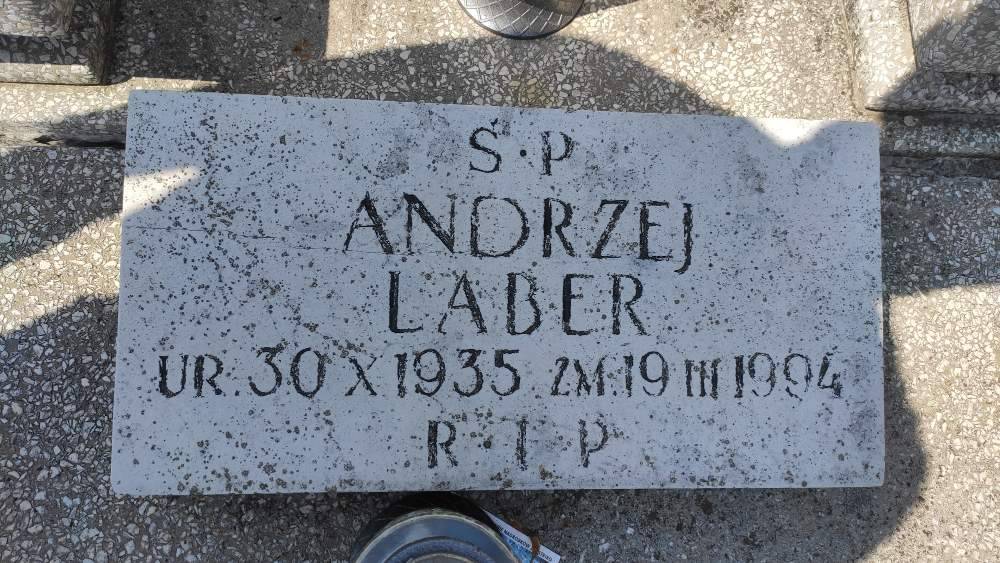 Ś·P
ANDRZEJ
LABER
UR. 30 X 1935 ZM. 19 III 1994
R·I·P